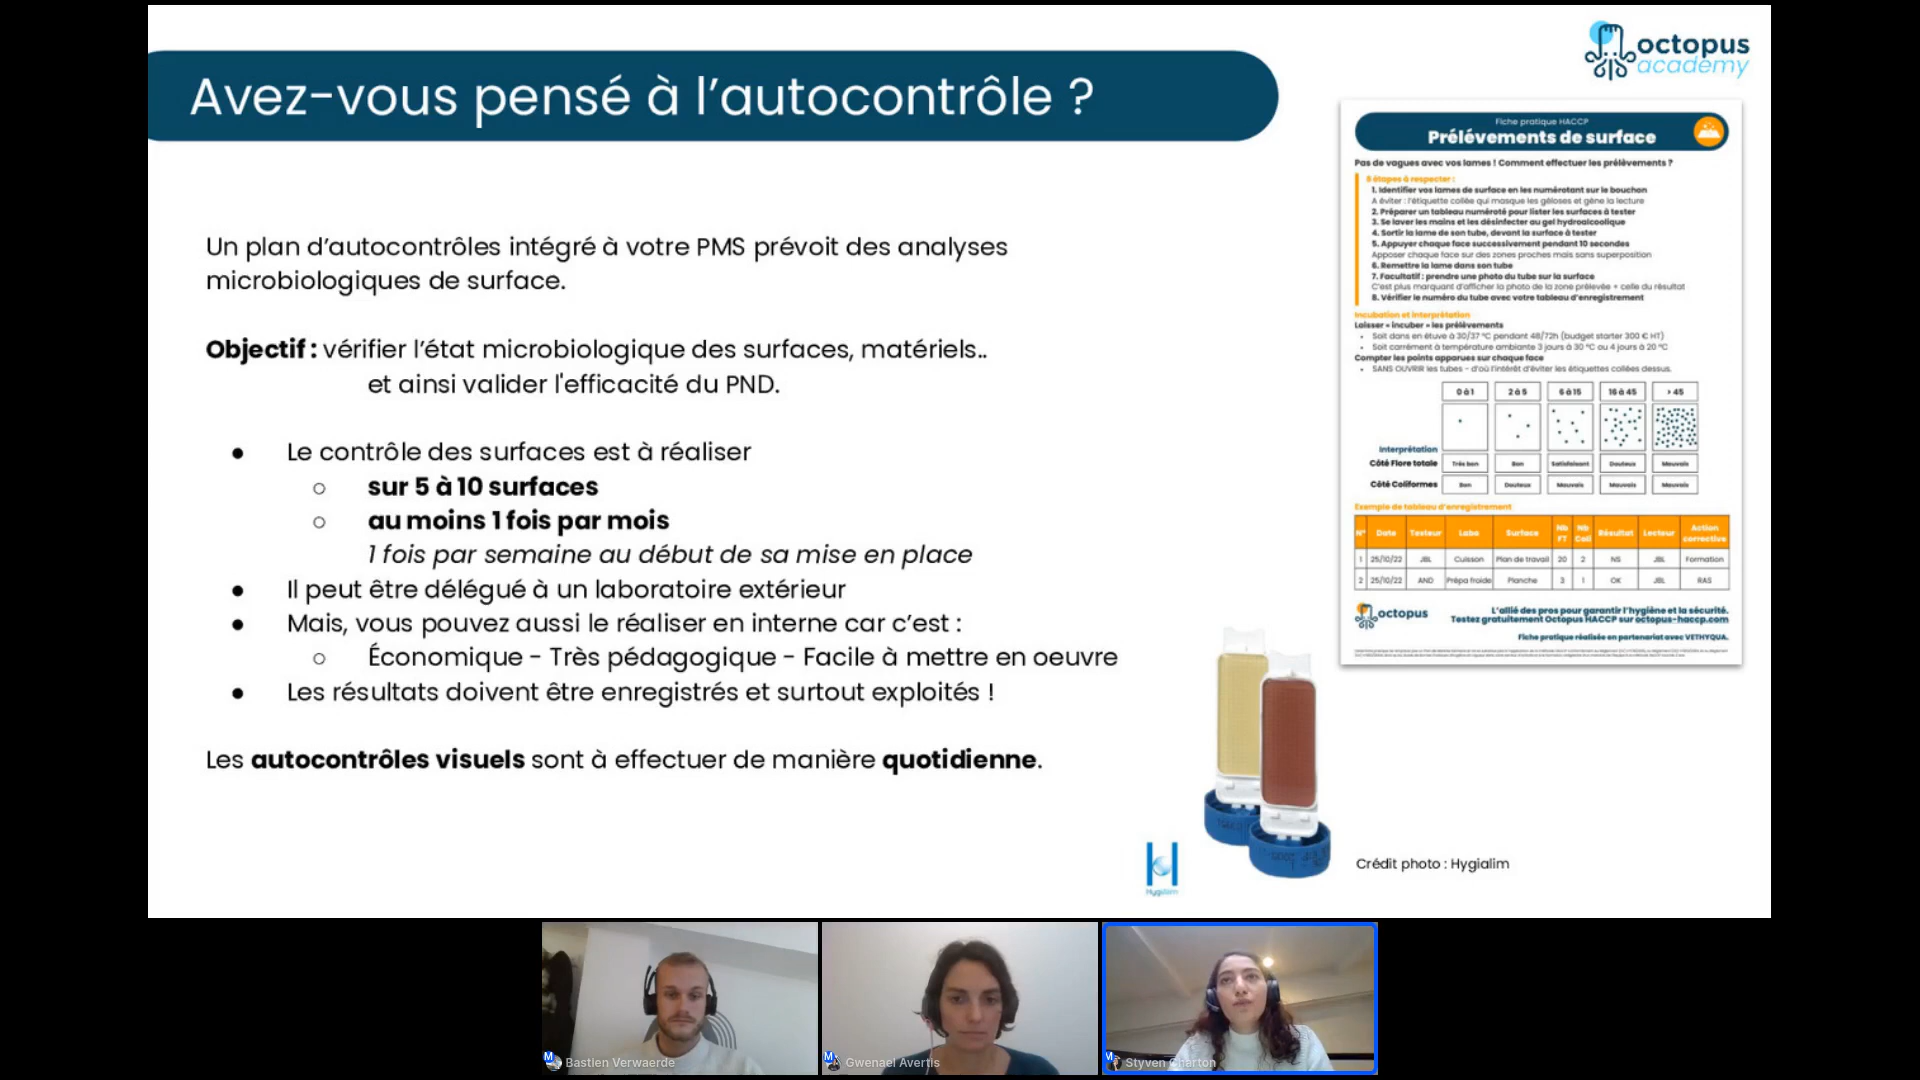 octopus
academy
Avez-vous pensé à l'autocontrôle ?
Un plan d'autocontrôles intégré à votre PMS prévoit des analyses
microbiologiques de surface.
Objectif : vérifier l'état microbiologique des surfaces, matériels..
et ainsi valider l'efficacité du PND.
● Le contrôle des surfaces est à réaliser
○ sur 5 à 10 surfaces
○ au moins 1 fois par mois
1 fois par semaine au début de sa mise en place
● Il peut être délégué à un laboratoire extérieur
● Mais, vous pouvez aussi le réaliser en interne car c'est :
○ Économique - Très pédagogique - Facile à mettre en oeuvre
● Les résultats doivent être enregistrés et surtout exploités !
Les autocontrôles visuels sont à effectuer de manière quotidienne.
Fiche pratique HACCP
Prélévements de surface
Pas de vagues avec vos lames ! Comment effectuer les prélèvements ?
8 étapes à respecter :
1. Identifier vos lames de surface en les numérotant sur le bouchon
A éviter : l'étiquette collée qui masque les géloses et gêne la lecture
2. Préparer un tableau numéroté pour lister les surfaces à tester
3. Se laver les mains et les désinfecter au gel hydroalcoolique
4. Sortir la lame de son tube, devant la surface à tester
5. Appuyer chaque face successivement pendant 10 secondes
Apposer chaque face sur des zones proches mais sans superposition
6. Remettre la lame dans son tube
7. Facultatif : prendre une photo du tube sur la surface
C'est plus marquant d'afficher la photo de la zone prélevée + celle du résultat
8. Vérifier le numéro du tube avec votre tableau d'enregistrement
Incubation et interprétation
Laisser « incuber » les prélèvements
• Soit dans en étuve à 30/37 °C pendant 48/72h (budget starter 300 € HT)
• Soit carrément à température ambiante 3 jours à 30 °C ou 4 jours à 20 °C
Compter les points apparues sur chaque face
• SANS OUVRIR les tubes - d'où l'intérêt d'éviter les étiquettes collées dessus.
0 à 1 2 à 5 6 à 15 16 à 45 > 45
Interprétation
Côté Flore totale Très bon Bon Satisfaisant Douteux Mauvais
Côté Coliformes Bon Douteux Mauvais Mauvais Mauvais
Exemple de tableau d'enregistrement
N° Date Testeur Labo Surface Nb FT Nb Coli Résultat Lecteur Action corrective
1 25/10/22 JBL Cuisson Plan de travail 20 2 NS JBL Formation
2 25/10/22 AND Prépa froide Planche 3 1 OK JBL RAS
octopus
L'allié des pros pour garantir l'hygiène et la sécurité.
Testez gratuitement Octopus HACCP sur octopus-haccp.com
Fiche pratique réalisée en partenariat avec VETHYQUA.
Hygialim
Crédit photo : Hygialim
Bastien Verwaerde
Gwenael Avertis
Styven Charton